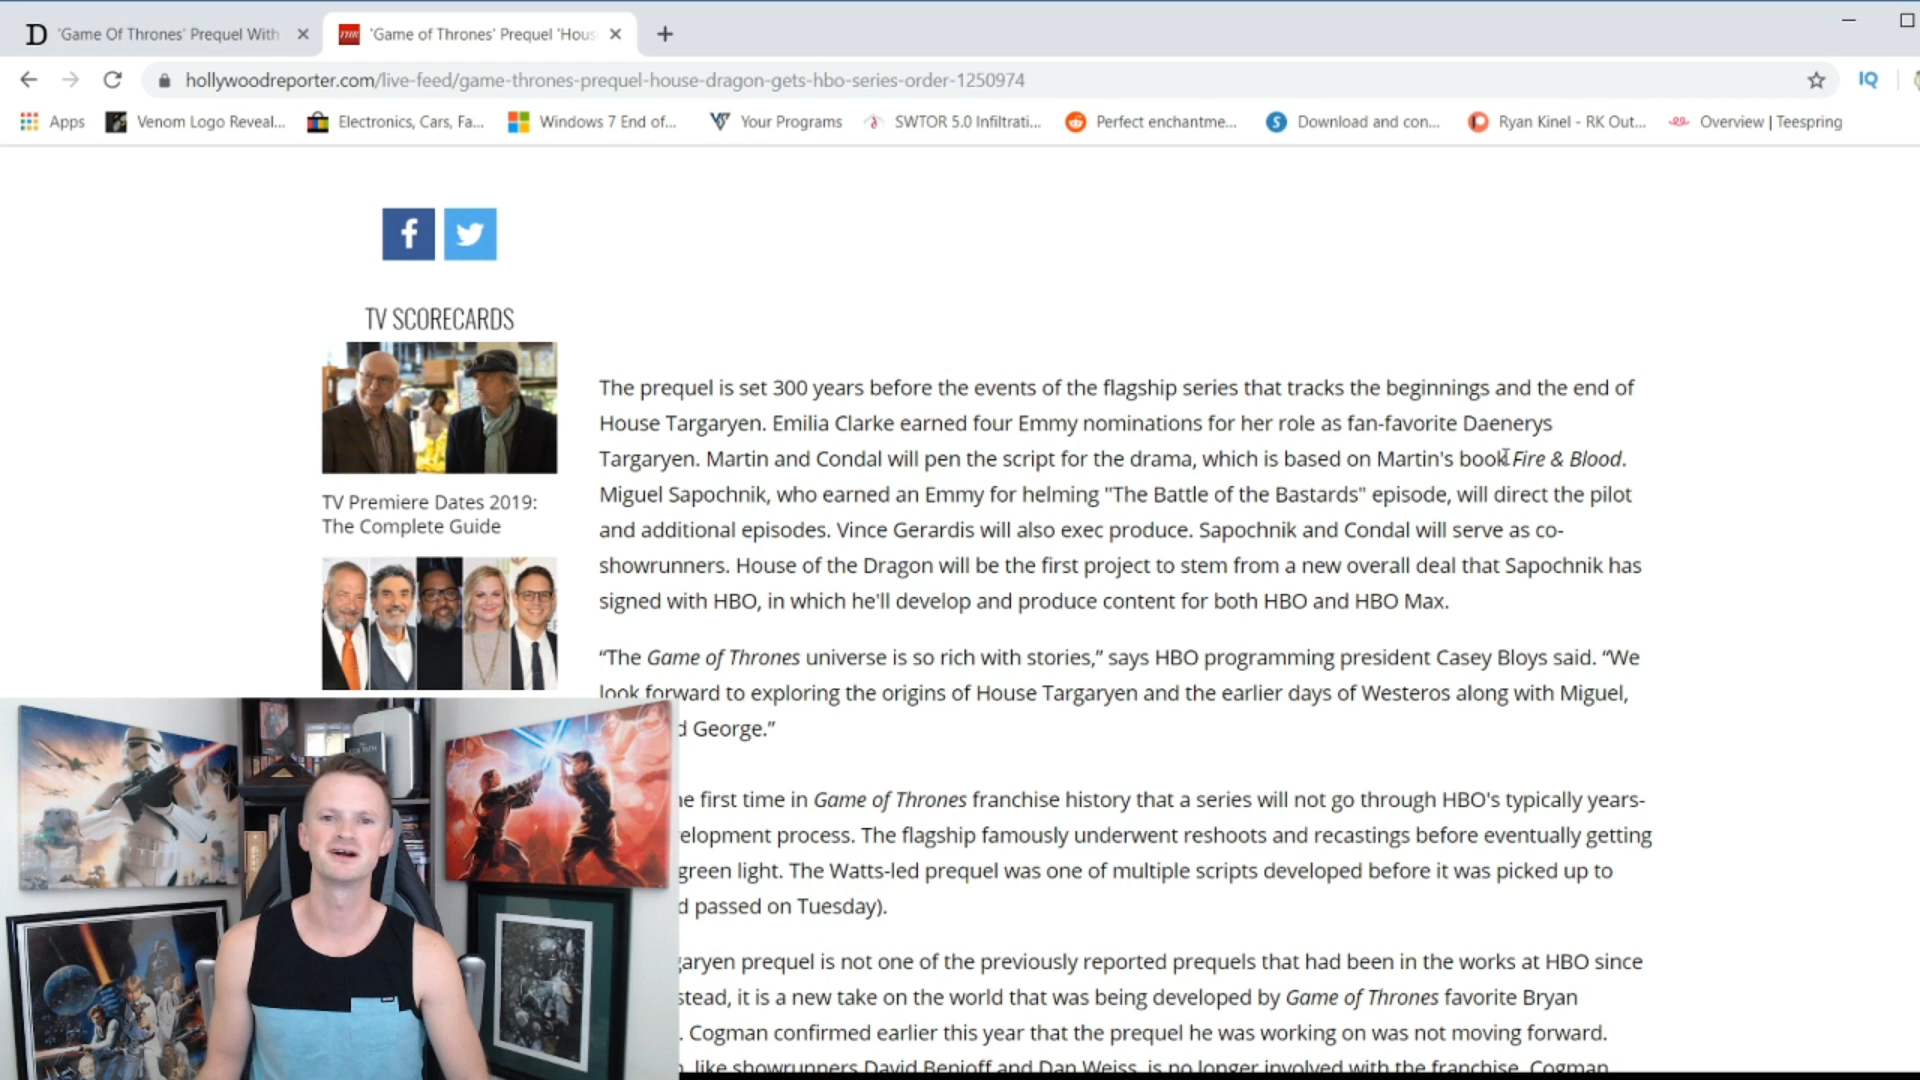 D 'Game Of Thrones' Prequel With
THR 'Game of Thrones' Prequel 'Hous
hollywoodreporter.com/live-feed/game-thrones-prequel-house-dragon-gets-hbo-series-order-1250974
IQ
Apps
Venom Logo Reveal...
Electronics, Cars, Fa...
Windows 7 End of...
Your Programs
SWTOR 5.0 Infiltrati...
Perfect enchantme...
S Download and con...
Ryan Kinel - RK Out...
Overview | Teespring
TV SCORECARDS
TV Premiere Dates 2019:
The Complete Guide
The prequel is set 300 years before the events of the flagship series that tracks the beginnings and the end of
House Targaryen. Emilia Clarke earned four Emmy nominations for her role as fan-favorite Daenerys
Targaryen. Martin and Condal will pen the script for the drama, which is based on Martin's book Fire & Blood.
Miguel Sapochnik, who earned an Emmy for helming "The Battle of the Bastards" episode, will direct the pilot
and additional episodes. Vince Gerardis will also exec produce. Sapochnik and Condal will serve as co-
showrunners. House of the Dragon will be the first project to stem from a new overall deal that Sapochnik has
signed with HBO, in which he'll develop and produce content for both HBO and HBO Max.
“The Game of Thrones universe is so rich with stories,” says HBO programming president Casey Bloys said. “We
look forward to exploring the origins of House Targaryen and the earlier days of Westeros along with Miguel,
d George.”
he first time in Game of Thrones franchise history that a series will not go through HBO's typically years-
velopment process. The flagship famously underwent reshoots and recastings before eventually getting
green light. The Watts-led prequel was one of multiple scripts developed before it was picked up to
d passed on Tuesday).
garyen prequel is not one of the previously reported prequels that had been in the works at HBO since
stead, it is a new take on the world that was being developed by Game of Thrones favorite Bryan
. Cogman confirmed earlier this year that the prequel he was working on was not moving forward.
, like showrunners David Benioff and Dan Weiss, is no longer involved with the franchise. Cogman